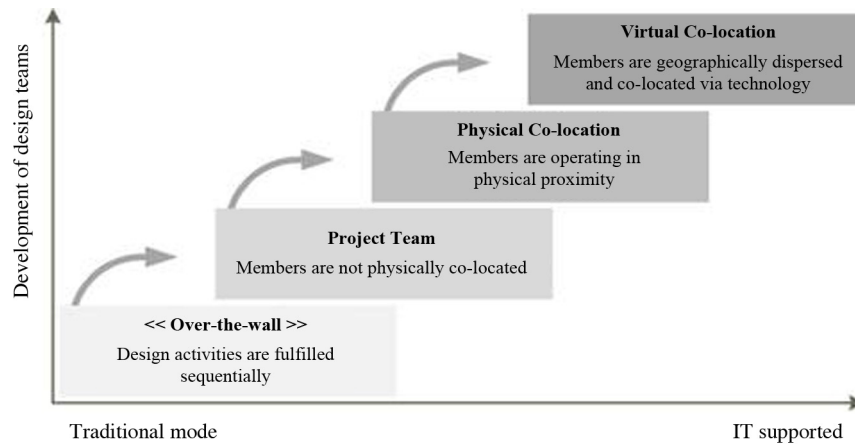 Virtual Co-location
Members are geographically dispersed
and co-located via technology
Physical Co-location
Members are operating in
physical proximity
Project Team
Members are not physically co-located
<< Over-the-wall >>
Design activities are fulfilled
sequentially
Development of design teams
Traditional mode
IT supported